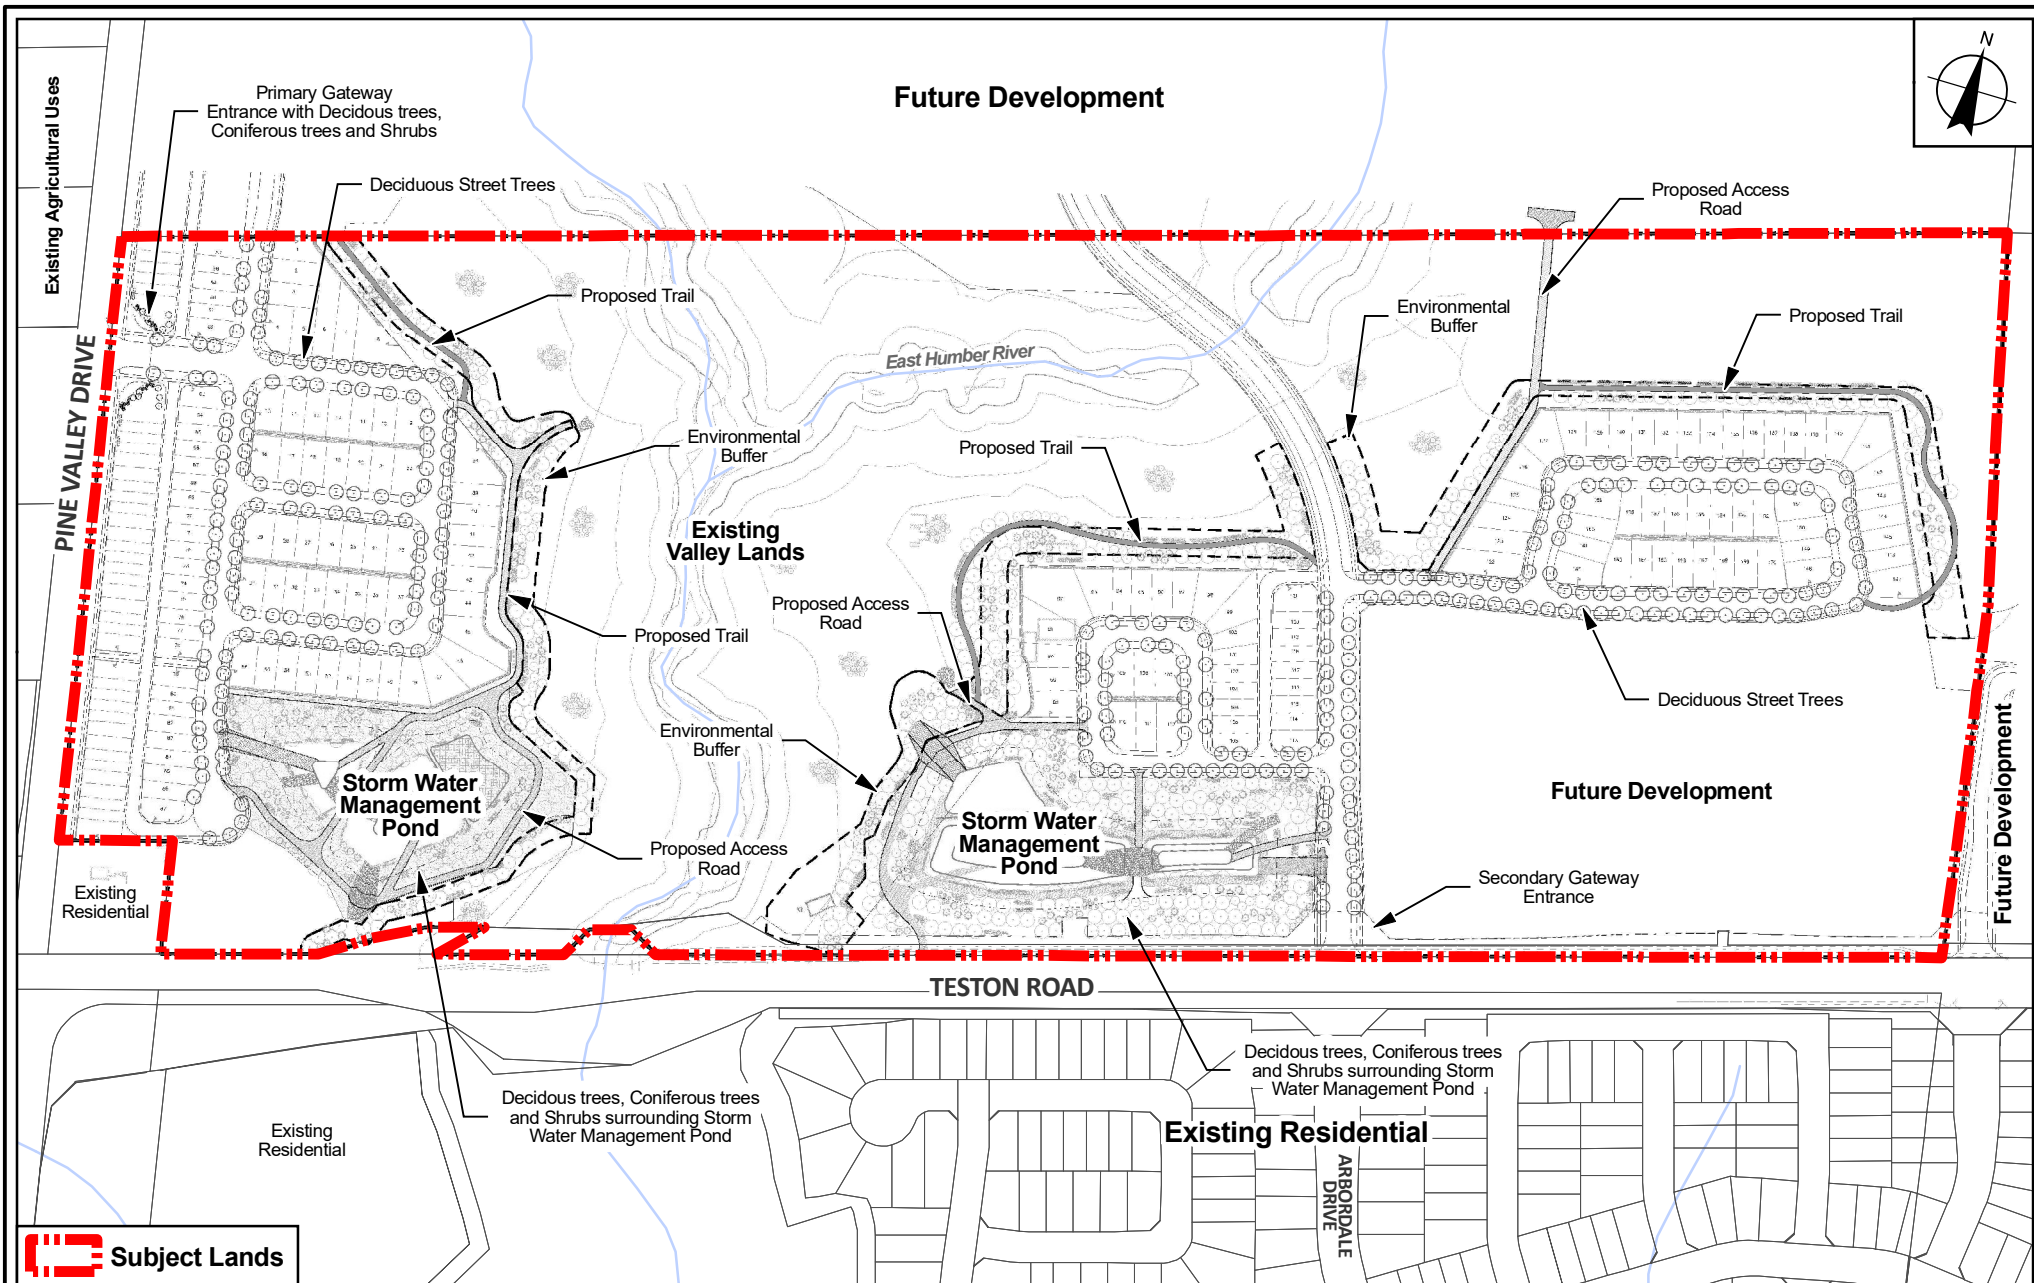 Existing Agricultural Uses
Primary Gateway
Entrance with Decidous trees,
Coniferous trees and Shrubs
Future Development
N
Deciduous Street Trees
Proposed Access
Road
Proposed Trail
Environmental
Buffer
Proposed Trail
East Humber River
PINE VALLEY DRIVE
Environmental
Buffer
Proposed Trail
Existing
Valley Lands
Proposed Access
Road
Proposed Trail
Deciduous Street Trees
Environmental
Buffer
Storm Water
Management
Pond
Storm Water
Management
Pond
Future Development
Future Development
Proposed Access
Road
Existing
Residential
Secondary Gateway
Entrance
TESTON ROAD
Decidous trees, Coniferous trees
and Shrubs surrounding Storm
Water Management Pond
Decidous trees, Coniferous trees
and Shrubs surrounding Storm
Water Management Pond
Existing
Residential
Existing Residential
ARBORDALE
DRIVE
Subject Lands